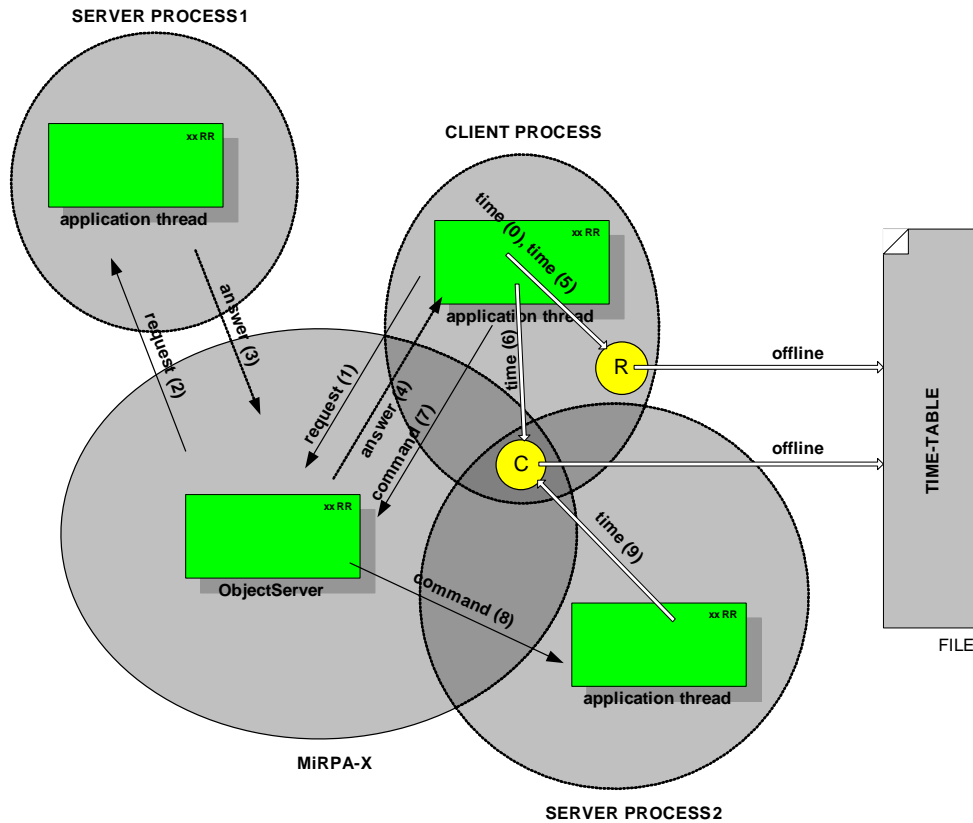 SERVER PROCESS1
xx RR
application thread
CLIENT PROCESS
time (0), time (5)
xx RR
application thread
request (2)
answer (3)
request (1)
answer (4)
command (7)
time (6)
R
offline
C
offline
TIME-TABLE
FILE
xx RR
ObjectServer
command (8)
time (9)
xx RR
application thread
MiRPA-X
SERVER PROCESS2